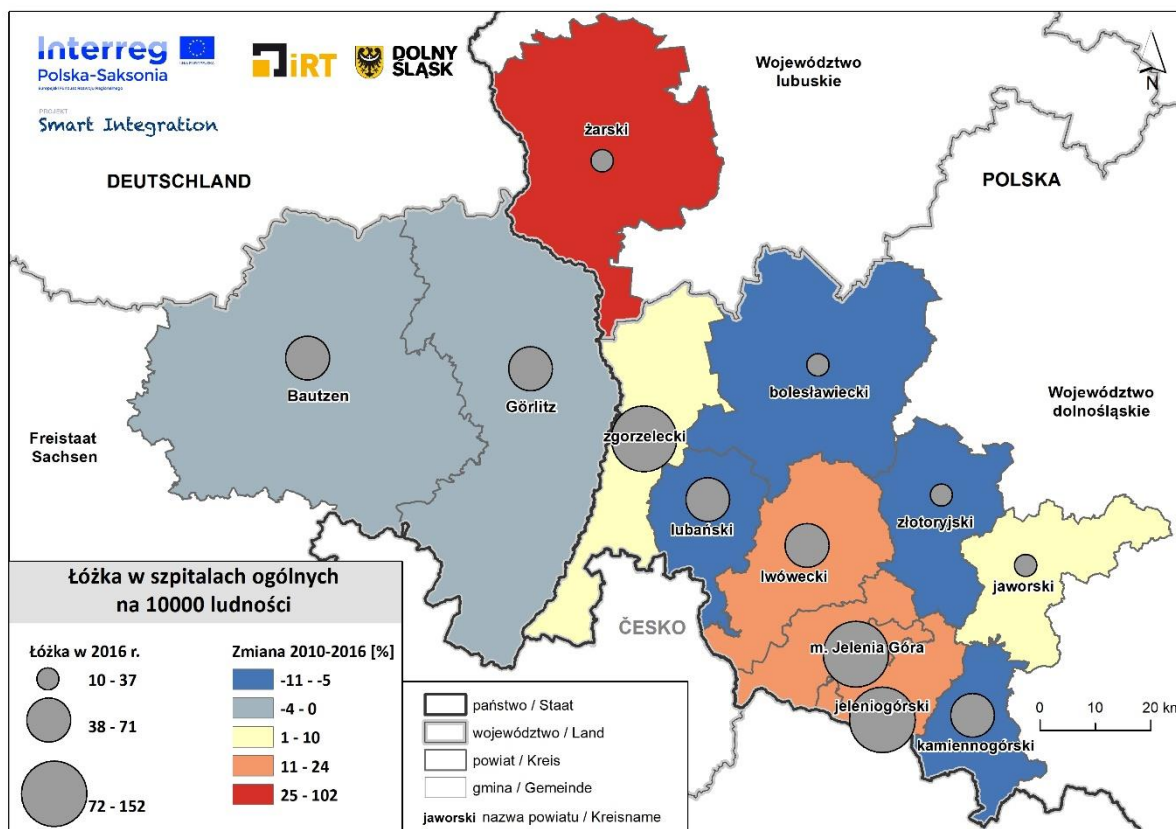 Interreg
Polska-Saksonia
PROJEKT
Smart Integration
iRT
DOLNY
ŚLĄSK
Województwo
lubuskie
N
żarski
DEUTSCHLAND
POLSKA
Bautzen
Görlitz
bolesławiecki
Województwo
dolnośląskie
zgorzelecki
Freistaat
Sachsen
lubański
złotoryjski
lwówecki
jaworski
ČESKO
m. Jelenia Góra
jeleniogórski
kamiennogórski
0 10 20 km
Łóżka w szpitalach ogólnych
na 10000 ludności
Łóżka w 2016 r.
10 - 37
38 - 71
72 - 152
Zmiana 2010-2016 [%]
-11 - -5
-4 - 0
1 - 10
11 - 24
25 - 102
państwo / Staat
województwo / Land
powiat / Kreis
gmina / Gemeinde
jaworski nazwa powiatu / Kreisname